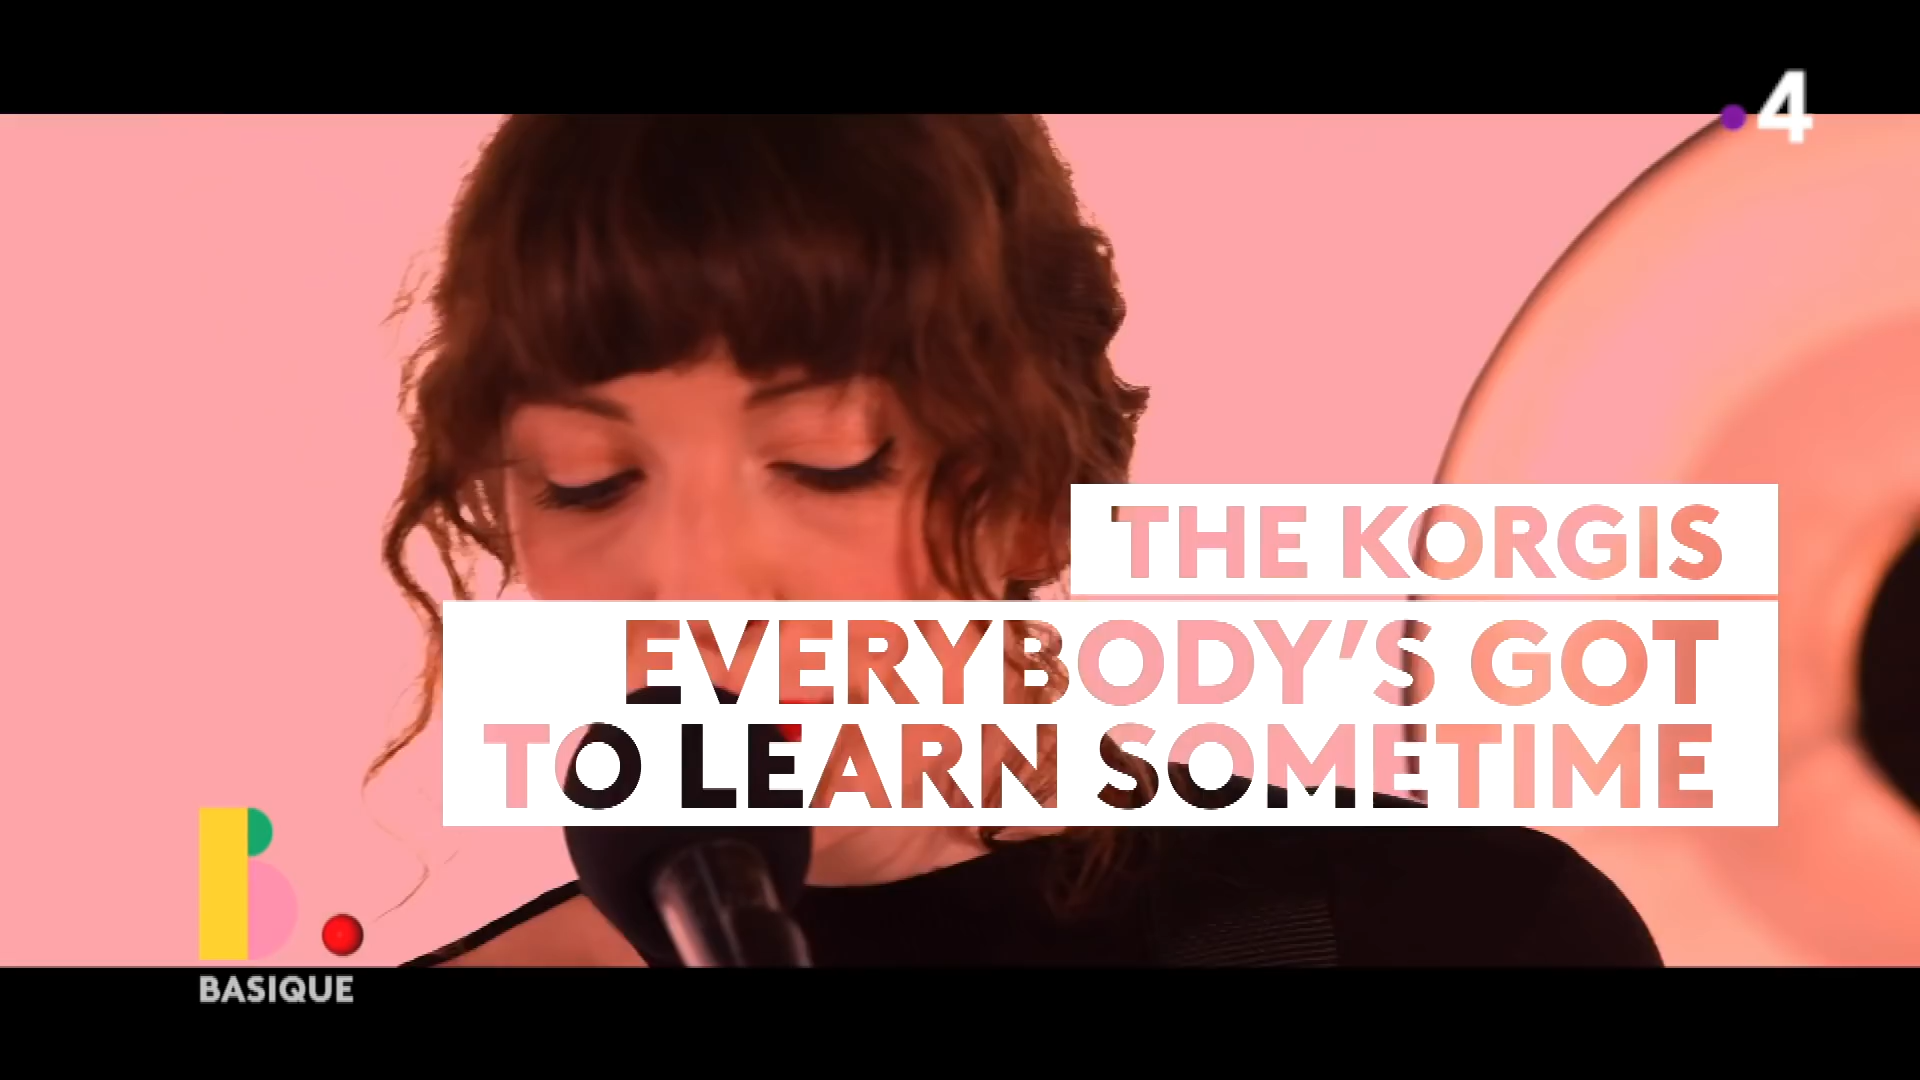 4
THE KORGIS
EVERYBODY'S GOT
TO LEARN SOMETIME
B.
BASIQUE